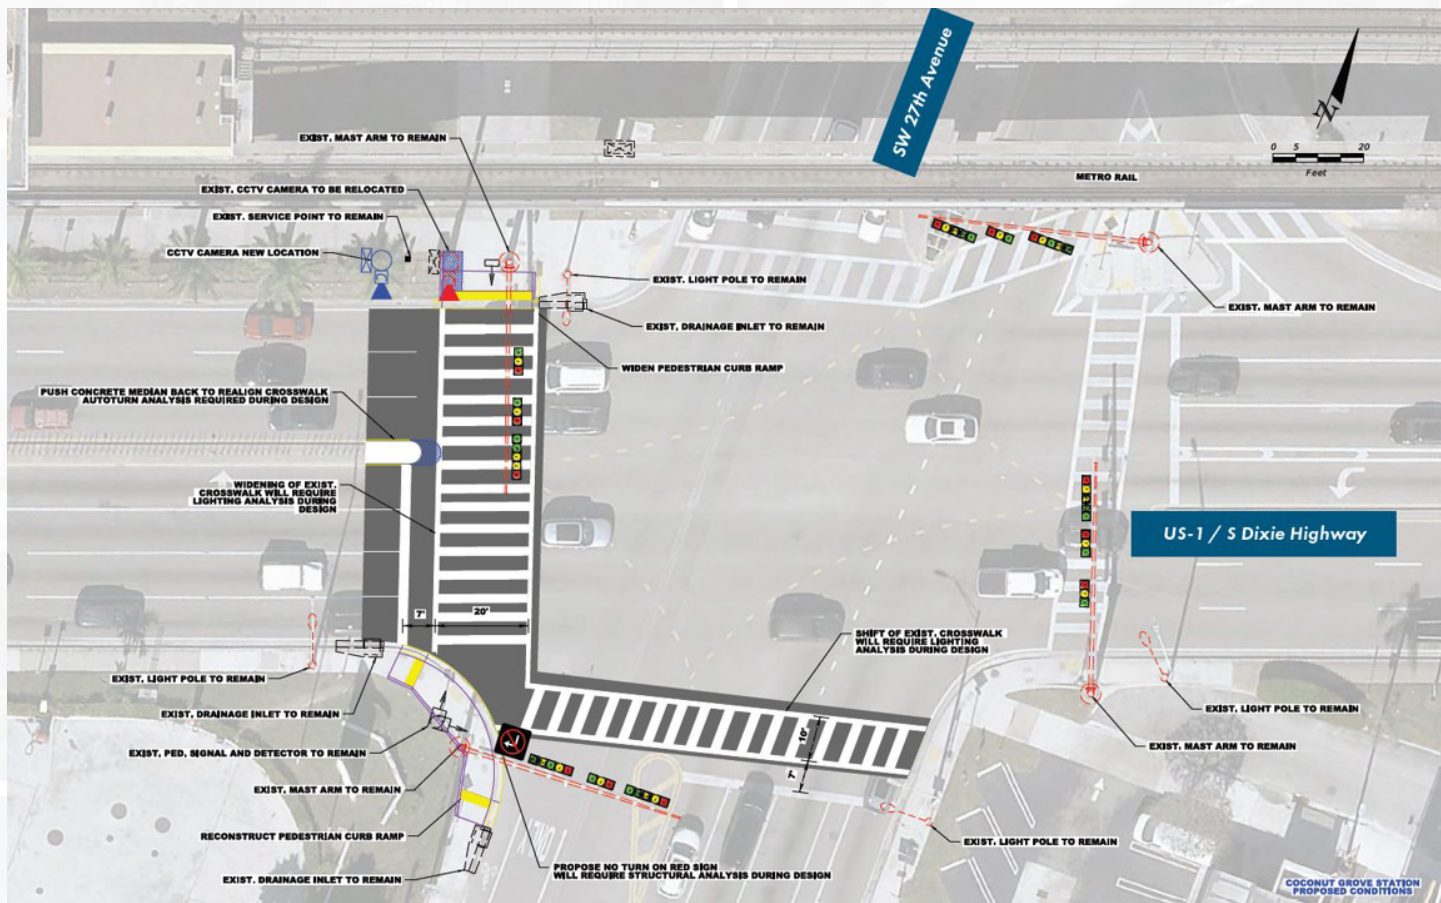 SW 27th Avenue
N
0 5 20
Feet
METRO RAIL
EXIST. MAST ARM TO REMAIN
EXIST. CCTV CAMERA TO BE RELOCATED
EXIST. SERVICE POINT TO REMAIN
CCTV CAMERA NEW LOCATION
EXIST. LIGHT POLE TO REMAIN
EXIST. MAST ARM TO REMAIN
EXIST. DRAINAGE INLET TO REMAIN
WIDEN PEDESTRIAN CURB RAMP
PUSH CONCRETE MEDIAN BACK TO REALIGN CROSSWALK
AUTOTURN ANALYSIS REQUIRED DURING DESIGN
WIDENING OF EXIST.
CROSSWALK WILL REQUIRE
LIGHTING ANALYSIS DURING
DESIGN
US-1 / S Dixie Highway
7'
20'
SHIFT OF EXIST. CROSSWALK
WILL REQUIRE LIGHTING
ANALYSIS DURING DESIGN
EXIST. LIGHT POLE TO REMAIN
EXIST. LIGHT POLE TO REMAIN
EXIST. DRAINAGE INLET TO REMAIN
10'
7'
EXIST. MAST ARM TO REMAIN
EXIST. PED. SIGNAL AND DETECTOR TO REMAIN
EXIST. MAST ARM TO REMAIN
RECONSTRUCT PEDESTRIAN CURB RAMP
ONLY
EXIST. LIGHT POLE TO REMAIN
PROPOSE NO TURN ON RED SIGN
WILL REQUIRE STRUCTURAL ANALYSIS DURING DESIGN
EXIST. DRAINAGE INLET TO REMAIN
COCONUT GROVE STATION
PROPOSED CONDITIONS